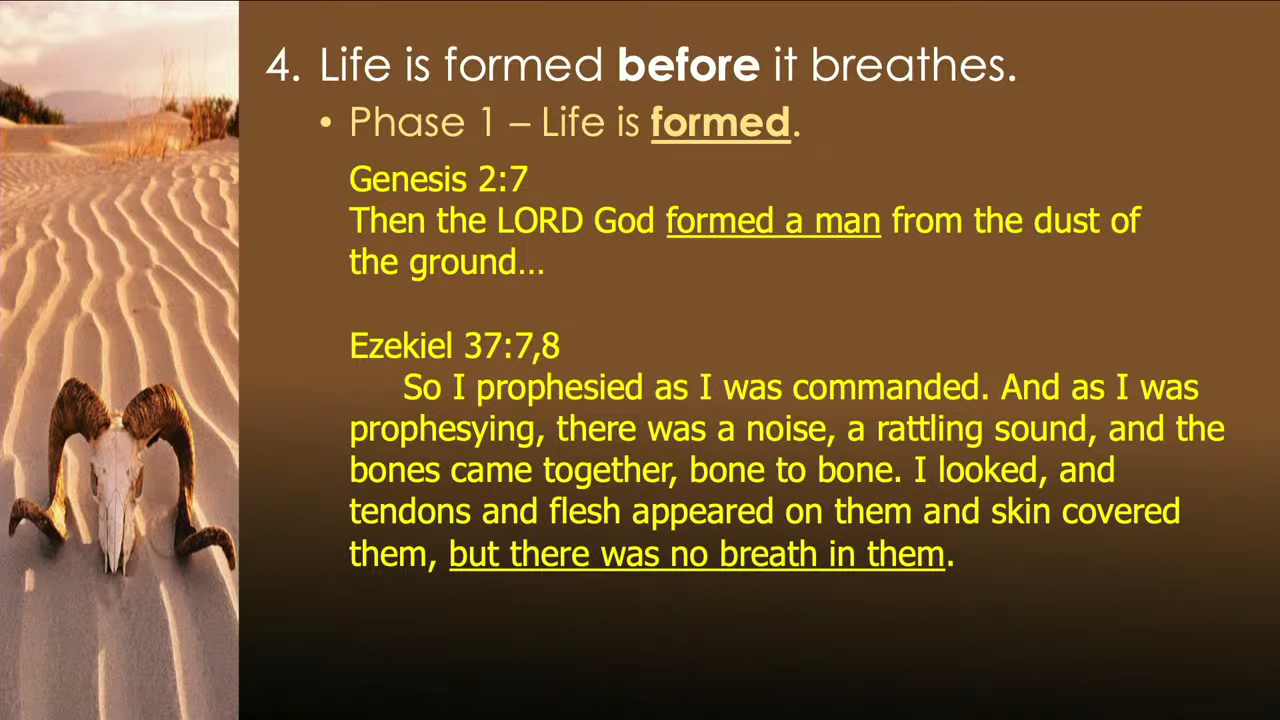 4. Life is formed before it breathes.
• Phase 1 – Life is formed.
Genesis 2:7
Then the LORD God formed a man from the dust of
the ground…
Ezekiel 37:7,8
So I prophesied as I was commanded. And as I was
prophesying, there was a noise, a rattling sound, and the
bones came together, bone to bone. I looked, and
tendons and flesh appeared on them and skin covered
them, but there was no breath in them.